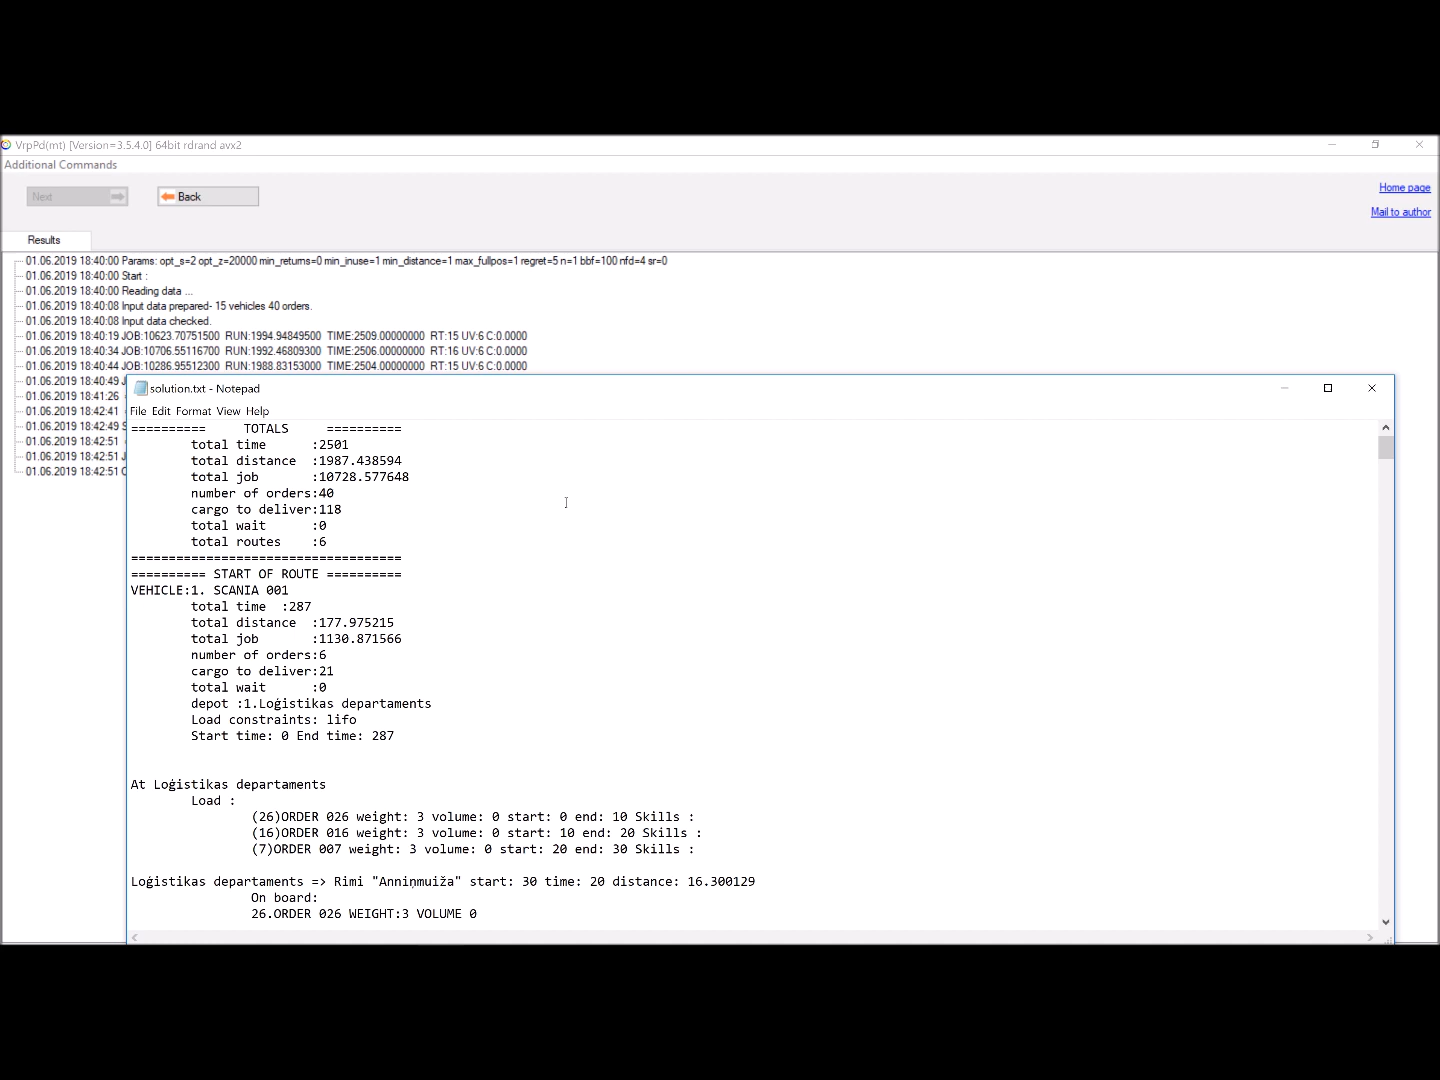 VrpPd(mt) [Version=3.5.4.0] 64bit rdrand avx2
Additional Commands
Next
Back
Home page
Mail to author
Results
01.06.2019 18:40:00 Params: opt_s=2 opt_z=20000 min_returns=0 min_inuse=1 min_distance=1 max_fullpos=1 regret=5 n=1 bbf=100 nfd=4 sr=0
01.06.2019 18:40:00 Start :
01.06.2019 18:40:00 Reading data ...
01.06.2019 18:40:08 Input data prepared- 15 vehicles 40 orders.
01.06.2019 18:40:08 Input data checked.
01.06.2019 18:40:19 JOB:10623.70751500 RUN:1994.94849500 TIME:2509.00000000 RT:15 UV:6 C:0.0000
01.06.2019 18:40:34 JOB:10706.55116700 RUN:1992.46809300 TIME:2506.00000000 RT:16 UV:6 C:0.0000
01.06.2019 18:40:44 JOB:10286.95512300 RUN:1988.83153000 TIME:2504.00000000 RT:15 UV:6 C:0.0000
01.06.2019 18:40:49
01.06.2019 18:41:26
01.06.2019 18:42:41
01.06.2019 18:42:49
01.06.2019 18:42:51
01.06.2019 18:42:51
01.06.2019 18:42:51
solution.txt - Notepad
File Edit Format View Help
========== TOTALS ==========
total time :2501
total distance :1987.438594
total job :10728.577648
number of orders:40
cargo to deliver:118
total wait :0
total routes :6
====================================
========== START OF ROUTE ==========
VEHICLE:1. SCANIA 001
total time :287
total distance :177.975215
total job :1130.871566
number of orders:6
cargo to deliver:21
total wait :0
depot :1.Loģistikas departaments
Load constraints: lifo
Start time: 0 End time: 287
At Loģistikas departaments
Load :
(26)ORDER 026 weight: 3 volume: 0 start: 0 end: 10 Skills :
(16)ORDER 016 weight: 3 volume: 0 start: 10 end: 20 Skills :
(7)ORDER 007 weight: 3 volume: 0 start: 20 end: 30 Skills :
Loģistikas departaments => Rimi "Anniņmuiža" start: 30 time: 20 distance: 16.300129
On board:
26.ORDER 026 WEIGHT:3 VOLUME 0